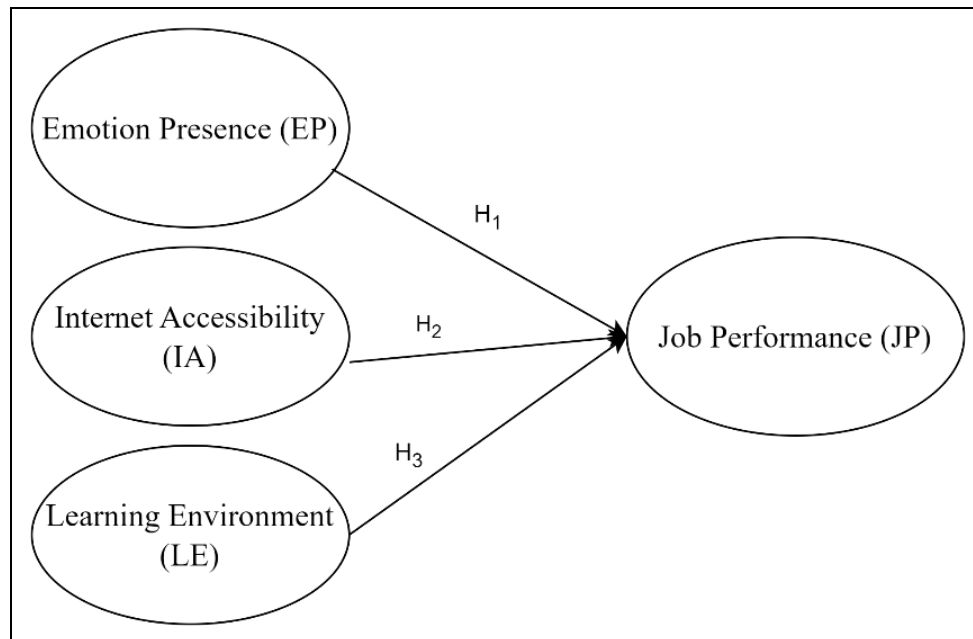 Emotion Presence (EP)
H₁
Internet Accessibility
(IA)
H₂
Job Performance (JP)
H₃
Learning Environment
(LE)